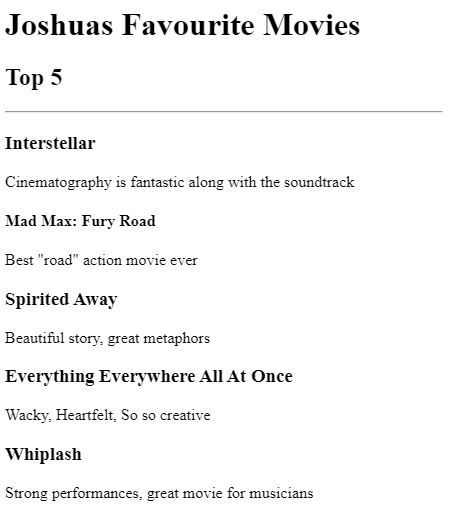 Joshuas Favourite Movies
Top 5
Interstellar
Cinematography is fantastic along with the soundtrack
Mad Max: Fury Road
Best "road" action movie ever
Spirited Away
Beautiful story, great metaphors
Everything Everywhere All At Once
Wacky, Heartfelt, So so creative
Whiplash
Strong performances, great movie for musicians